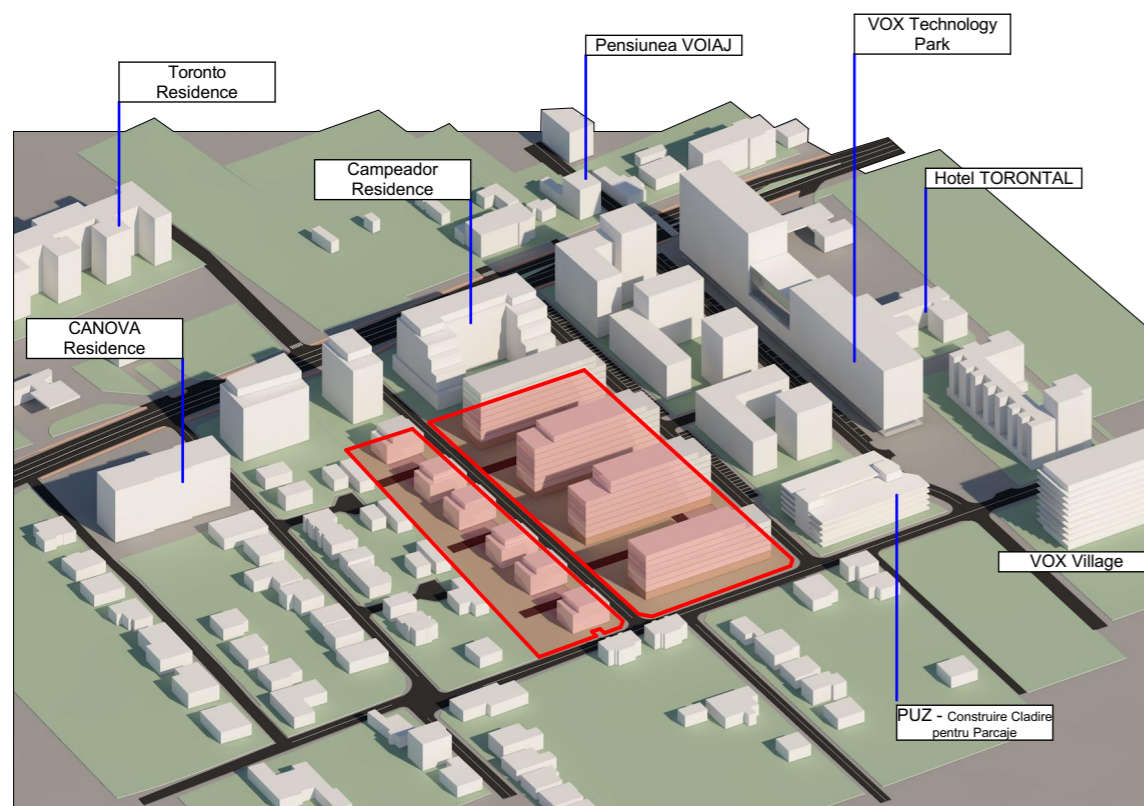 Pensiunea VOIAJ
VOX Technology
Park
Toronto
Residence
Campeador
Residence
Hotel TORONTAL
CANOVA
Residence
VOX Village
PUZ - Construire Cladire
pentru Parcaje